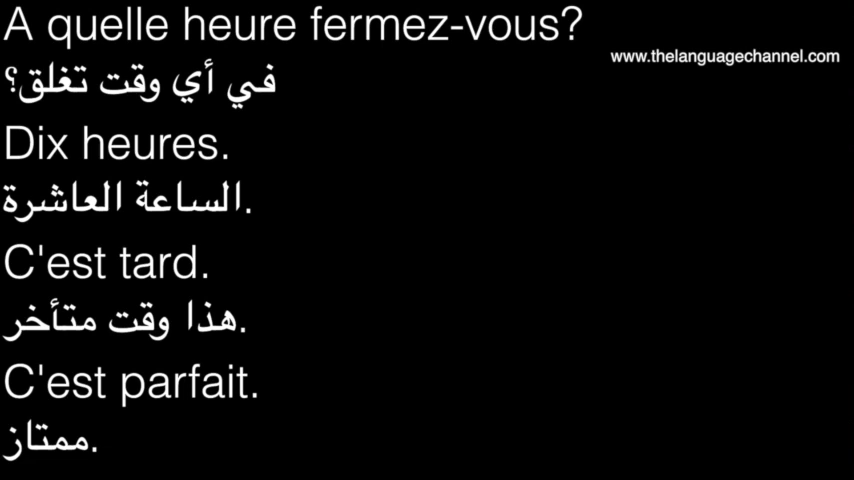 A quelle heure fermez-vous?
www.thelanguagechannel.com
في أي وقت تغلق؟
Dix heures.
الساعة العاشرة.
C'est tard.
هذا وقت متأخر.
C'est parfait.
ممتاز.